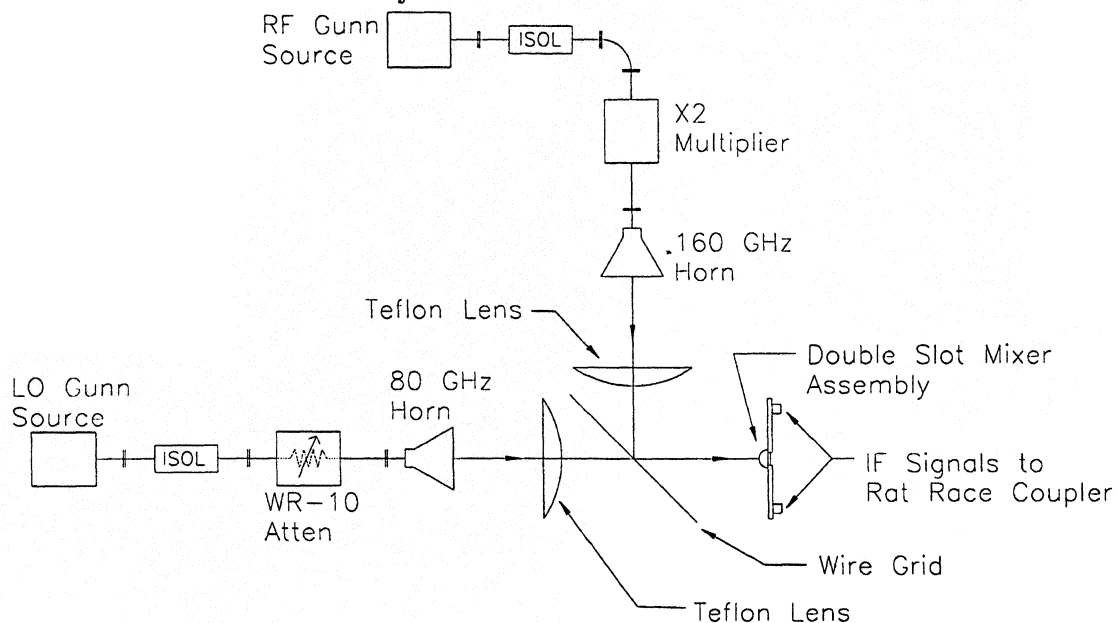 RF Gunn
Source
ISOL
X2
Multiplier
160 GHz
Horn
Teflon Lens
Double Slot Mixer
Assembly
LO Gunn
Source
80 GHz
Horn
ISOL
WR-10
Atten
IF Signals to
Rat Race Coupler
Wire Grid
Teflon Lens